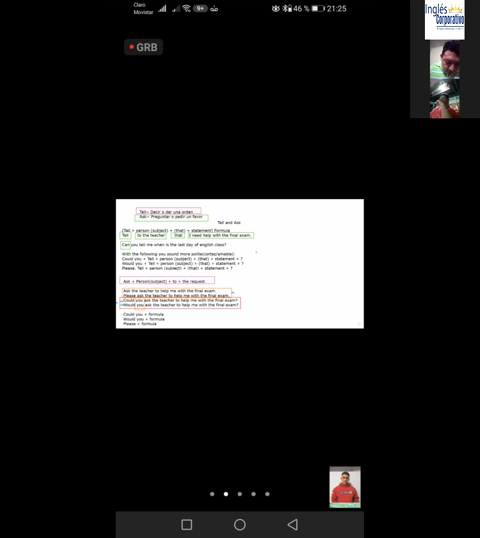 Claro
Movistar
9+
46 %
21:25
GRB
Inglés
Corporativo
Tell= Decir o dar una orden
Ask= Preguntar o pedir un favor
Tell and Ask
(Tell + person (subject) + (that) + statement) Formula
Tell to the teacher that I need help with the final exam.
Can you tell me when is the last day of english class?
With the following you sound more polite(cortez/amable)
Could you + Tell + person (subject) + (that) + statement + ?
Would you + Tell + person (subject) + (that) + statement + ?
Please, Tell + person (subject) + (that) + statement + ?
Ask + Person(subject) + to + the request
Ask the teacher to help me with the final exam.
Please ask the teacher to help me with the final exam.
Could you ask the teacher to help me with the final exam?
Would you ask the teacher to help me with the final exam?
Could you + formula
Would you + formula
Please + formula